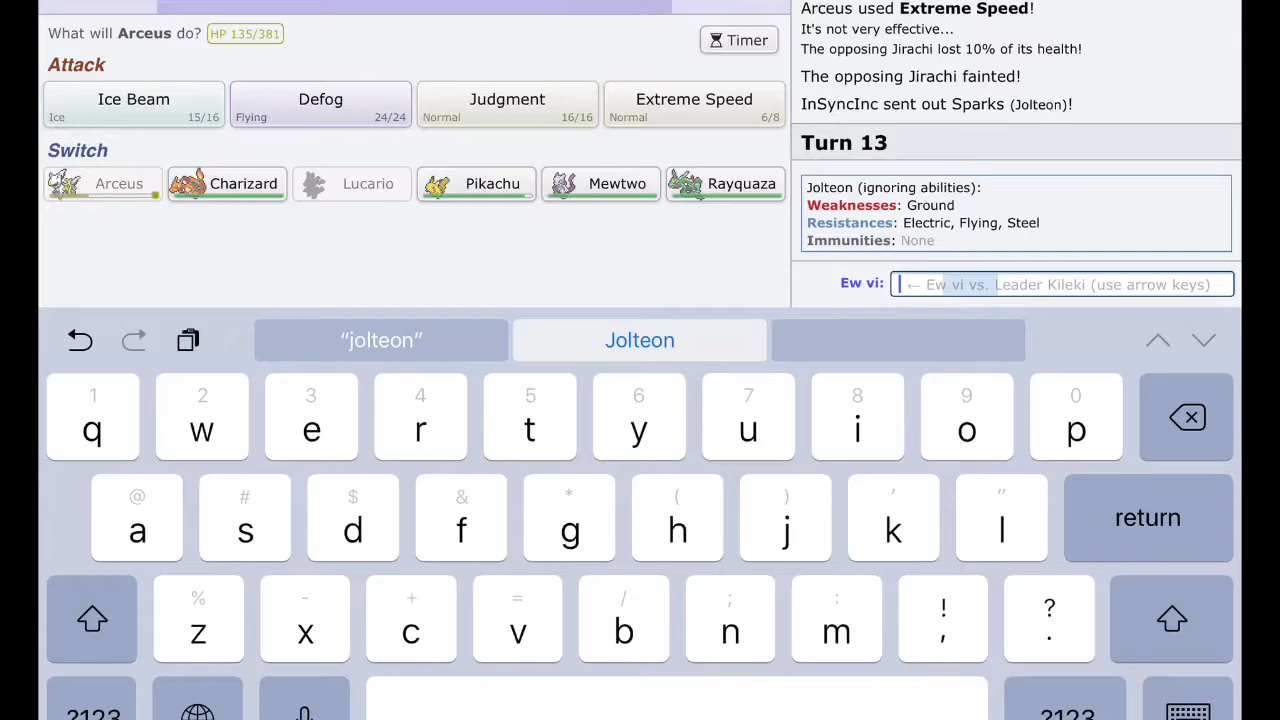 What will Arceus do? HP 135/381
Timer
Attack
Ice Beam
Ice 15/16
Defog
Flying 24/24
Judgment
Normal 16/16
Extreme Speed
Normal 6/8
Switch
Arceus
Charizard
Lucario
Pikachu
Mewtwo
Rayquaza
Arceus used Extreme Speed!
It's not very effective...
The opposing Jirachi lost 10% of its health!
The opposing Jirachi fainted!
InSyncInc sent out Sparks (Jolteon)!
Turn 13
Jolteon (ignoring abilities):
Weaknesses: Ground
Resistances: Electric, Flying, Steel
Immunities: None
Ew vi: ← Ew vi vs. Leader Kileki (use arrow keys)
“jolteon” Jolteon
1 2 3 4 5 6 7 8 9 0
q w e r t y u i o p
@ # $ & * ( ) ' "
a s d f g h j k l return
% - + = / ; : ! ?
z x c v b n m , .
.?123 .?123